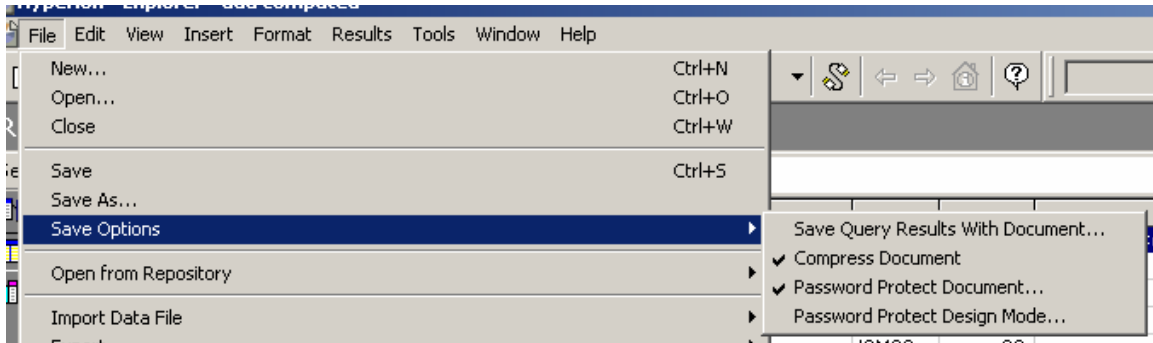 File Edit View Insert Format Results Tools Window Help
New... Ctrl+N
Open... Ctrl+O
Close Ctrl+W
Save Ctrl+S
Save As...
Save Options
Save Query Results With Document...
Compress Document
Password Protect Document...
Password Protect Design Mode...
Open from Repository
Import Data File